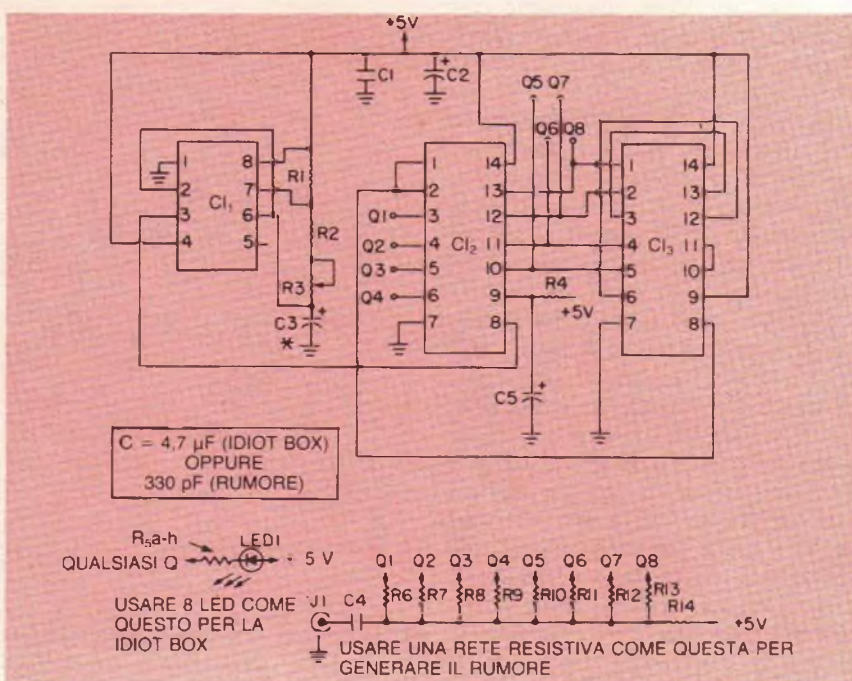 +5V
C1
C2
Q5 Q7
Q6 Q8
1
2
3
4
8
7
6
5
CI₁
R1
R2
R3
C3
*
Q1
Q2
Q3
Q4
1
2
3
4
5
6
7
14
13
12
11
10
9
8
CI₂
R4
+5V
C5
1
2
3
4
5
6
7
14
13
12
11
10
9
8
CI₃
C = 4,7 µF (IDIOT BOX)
OPPURE
330 pF (RUMORE)
R₅a-h
LED1
QUALSIASI Q
+ 5 V
USARE 8 LED COME
QUESTO PER LA
IDIOT BOX
Q1 Q2 Q3 Q4 Q5 Q6 Q7 Q8
R6 R7 R8 R9 R10 R11 R12 R13
R14
J1 C4
+5V
USARE UNA RETE RESISTIVA COME QUESTA PER
GENERARE IL RUMORE